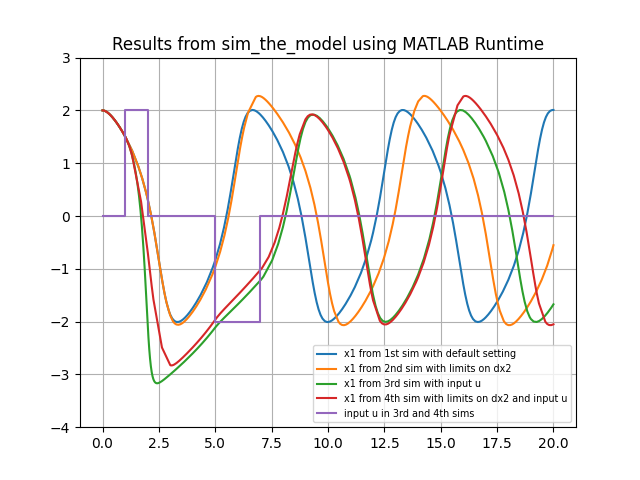 Results from sim_the_model using MATLAB Runtime
3
2
1
0
−1
−2
−3
−4
x1 from 1st sim with default setting
x1 from 2nd sim with limits on dx2
x1 from 3rd sim with input u
x1 from 4th sim with limits on dx2 and input u
input u in 3rd and 4th sims
0.0 2.5 5.0 7.5 10.0 12.5 15.0 17.5 20.0